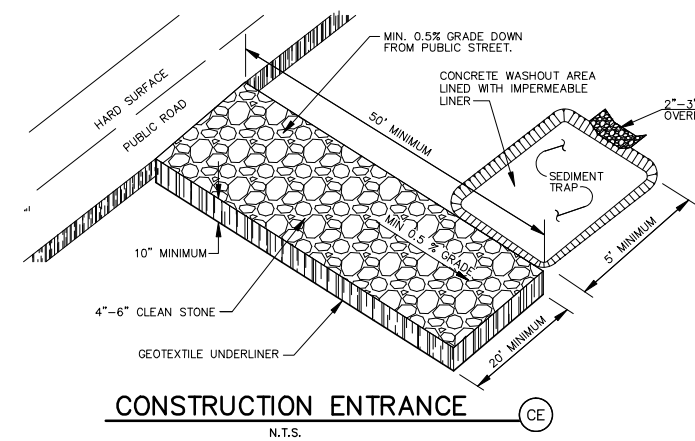 MIN. 0.5% GRADE DOWN
FROM PUBLIC STREET.
HARD SURFACE
PUBLIC ROAD
CONCRETE WASHOUT AREA
LINED WITH IMPERMEABLE
LINER
2"-3"
50' MINIMUM
SEDIMENT
TRAP
MIN 0.5 % GRADE
10" MINIMUM
5' MINIMUM
4"-6" CLEAN STONE
20' MINIMUM
GEOTEXTILE UNDERLINER
CONSTRUCTION ENTRANCE
CE
N.T.S.